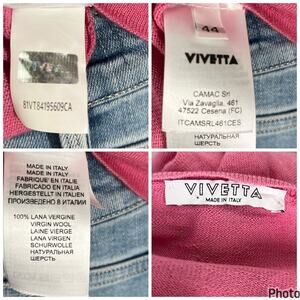 81VT84195609CA
44
VIVETTA
CAMAC Srl
Via Zavaglia, 461
47522 Cesena (FC)
ITCAMSRL461CES
НАТУРАЛЬНАЯ
ШЕРСТЬ
MADE IN ITALY
MADE IN ITALY
FABRIQUE EN ITALIE
FABRICADO EN ITALIA
HERGESTELLT IN ITALIEN
ПРОИЗВЕДЕНО В ИТАЛИИ
100% LANA VERGINE
VIRGIN WOOL
LAINE VIERGE
LANA VIRGEN
SCHURWOLLE
НАТУРАЛЬНАЯ
ШЕРСТЬ
VIVETTA
MADE IN ITALY
Photo